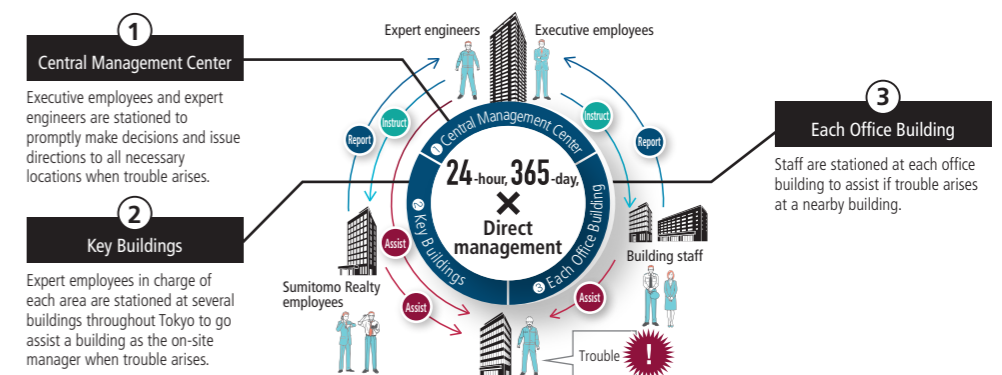 1
Central Management Center
Executive employees and expert
engineers are stationed to
promptly make decisions and issue
directions to all necessary
locations when trouble arises.
2
Key Buildings
Expert employees in charge of
each area are stationed at several
buildings throughout Tokyo to go
assist a building as the on-site
manager when trouble arises.
Expert engineers
Executive employees
Report
Instruct
Instruct
Report
1 Central Management Center
2 Key Buildings
3 Each Office Building
24-hour, 365-day,
×
Direct
management
Assist
Assist
Assist
Sumitomo Realty
employees
Building staff
Trouble
!
3
Each Office Building
Staff are stationed at each office
building to assist if trouble arises
at a nearby building.